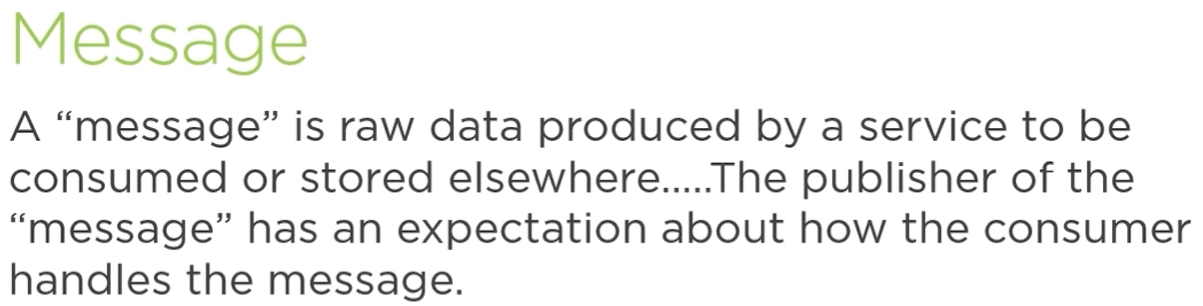 Message
A “message” is raw data produced by a service to be
consumed or stored elsewhere.....The publisher of the
“message” has an expectation about how the consumer
handles the message.